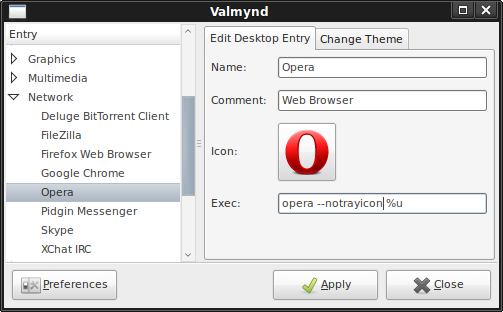 Valmynd
Entry
Graphics
Multimedia
Network
Deluge BitTorrent Client
FileZilla
Firefox Web Browser
Google Chrome
Opera
Pidgin Messenger
Skype
XChat IRC
Edit Desktop Entry
Change Theme
Name:
Opera
Comment:
Web Browser
Icon:
Exec:
opera --notrayicon %u
Preferences
Apply
Close